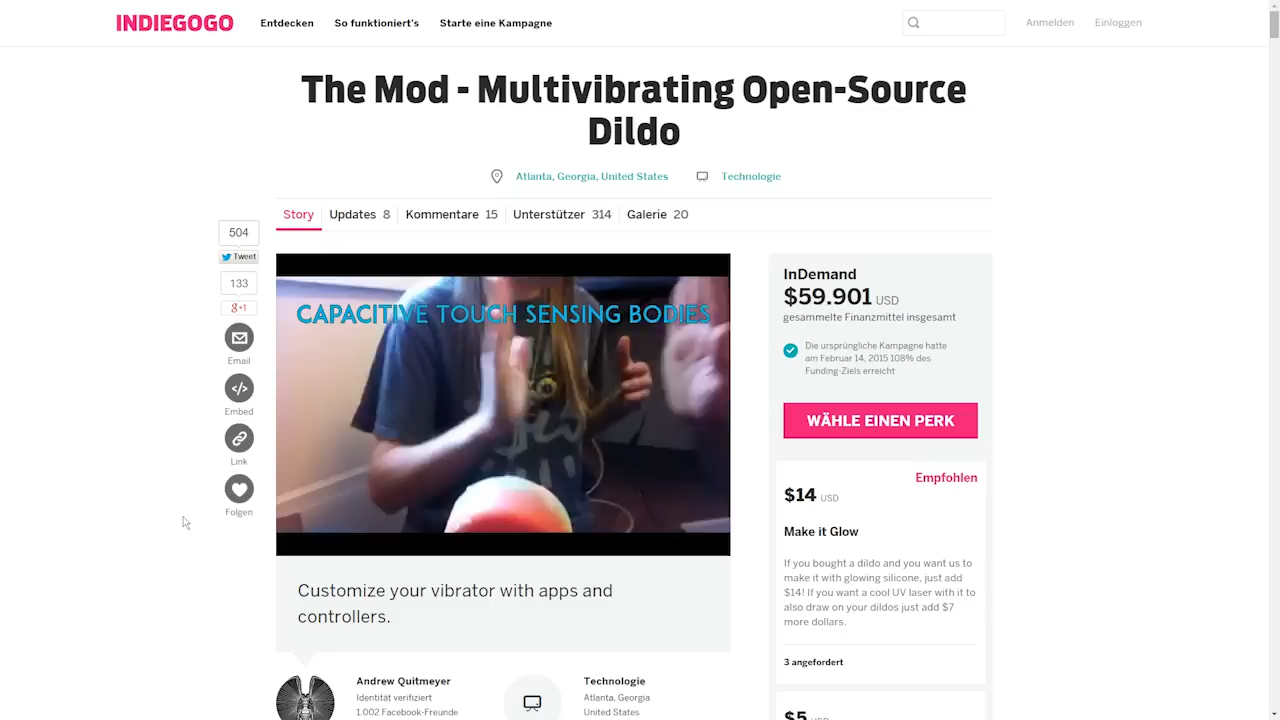 INDIEGOGO
Entdecken
So funktioniert's
Starte eine Kampagne
Anmelden
Einloggen
The Mod - Multivibrating Open-Source
Dildo
Atlanta, Georgia, United States
Technologie
Story
Updates 8
Kommentare 15
Unterstützer 314
Galerie 20
504
Tweet
133
g+1
Email
Embed
Link
Folgen
CAPACITIVE TOUCH SENSING BODIES
Customize your vibrator with apps and
controllers.
Andrew Quitmeyer
Identität verifiziert
1.002 Facebook-Freunde
Technologie
Atlanta, Georgia
United States
InDemand
$59.901 USD
gesammelte Finanzmittel insgesamt
Die ursprüngliche Kampagne hatte
am Februar 14, 2015 108% des
Funding-Ziels erreicht
WÄHLE EINEN PERK
Empfohlen
$14 USD
Make it Glow
If you bought a dildo and you want us to
make it with glowing silicone, just add
$14! If you want a cool UV laser with it to
also draw on your dildos just add $7
more dollars.
3 angefordert
$5 USD